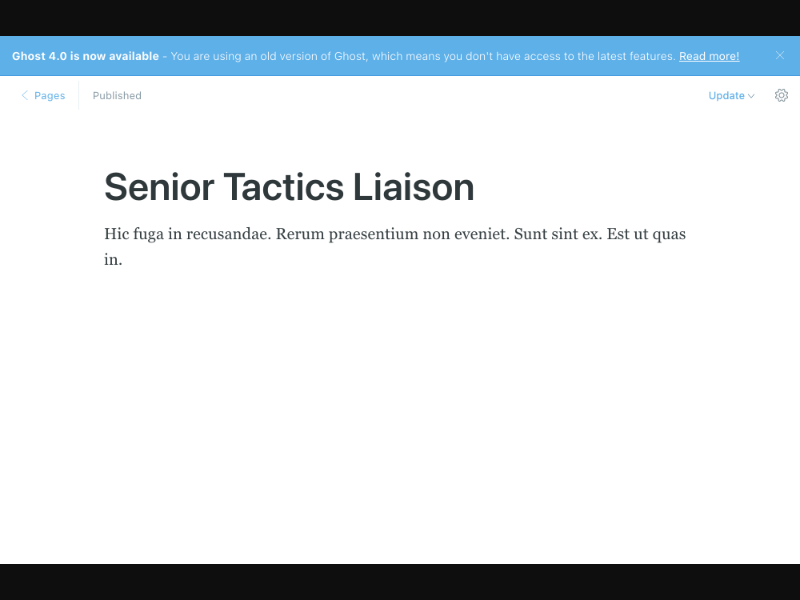 Ghost 4.0 is now available - You are using an old version of Ghost, which means you don't have access to the latest features. Read more!
Pages
Published
Update
Senior Tactics Liaison
Hic fuga in recusandae. Rerum praesentium non eveniet. Sunt sint ex. Est ut quas
in.